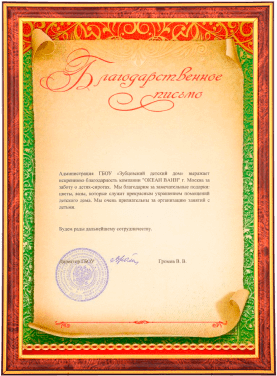 Благодарственное
письмо
Администрация ГБОУ «Зубцовский детский дом» выражает
искреннюю благодарность компании "ОКЕАН ВАНН" г. Москва за
заботу о детях-сиротах. Мы благодарим за замечательные подарки:
цветы, вазы, которые служат прекрасным украшением помещений
детского дома. Мы очень признательны за организацию занятий с
детьми.
Будем рады дальнейшему сотрудничеству.
Директор ГБОУ
Громов В. В.